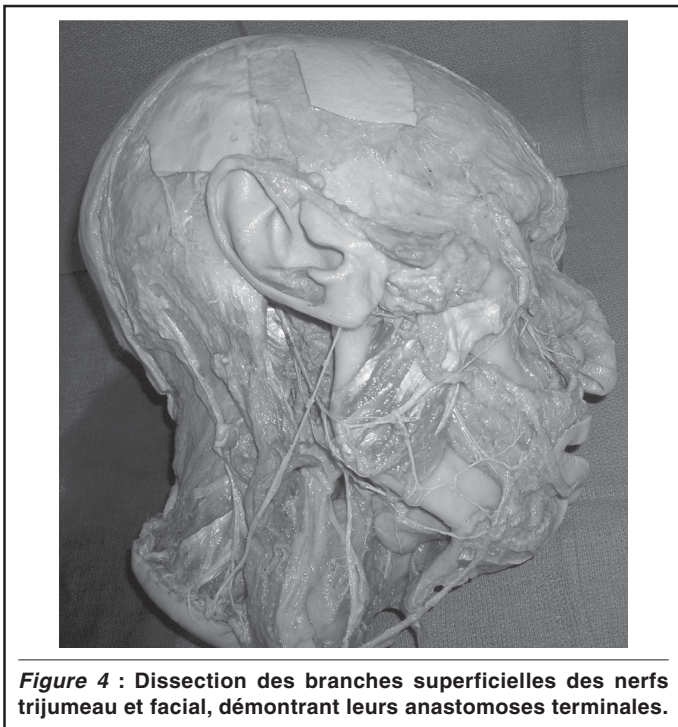 Figure 4 : Dissection des branches superficielles des nerfs
trijumeau et facial, démontrant leurs anastomoses terminales.